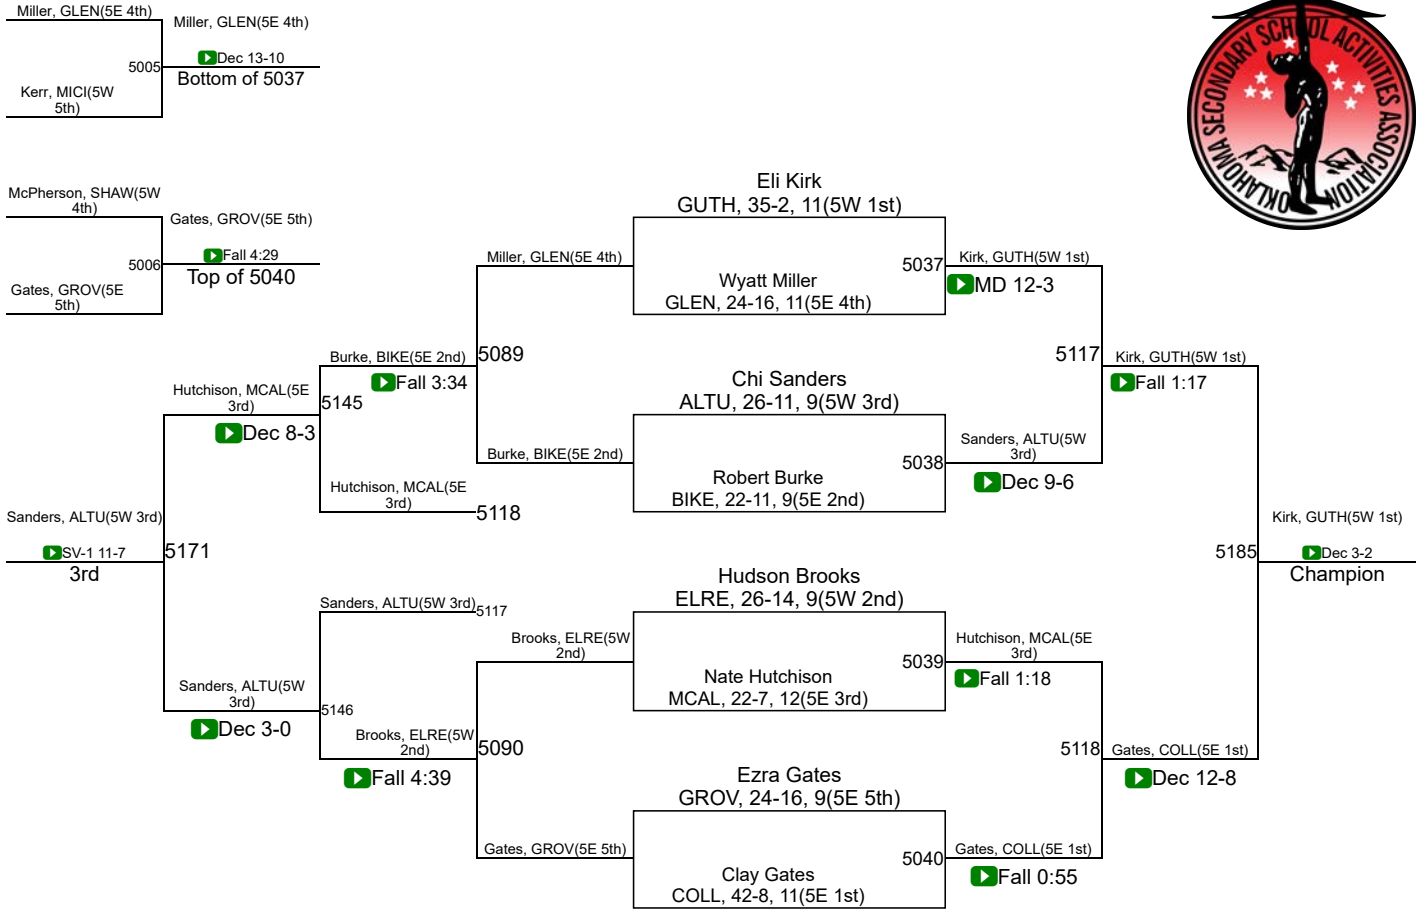 Miller, GLEN(5E 4th)
Miller, GLEN(5E 4th)
Dec 13-10
5005
Bottom of 5037
Kerr, MICI(5W
5th)
OKLAHOMA SECONDARY SCHOOL ACTIVITIES ASSOCIATION
McPherson, SHAW(5W
4th)
Gates, GROV(5E 5th)
Fall 4:29
5006
Top of 5040
Gates, GROV(5E
5th)
Eli Kirk
GUTH, 35-2, 11(5W 1st)
Miller, GLEN(5E 4th)
5037
Kirk, GUTH(5W 1st)
MD 12-3
Wyatt Miller
GLEN, 24-16, 11(5E 4th)
Burke, BIKE(5E 2nd)
5089
Fall 3:34
5117
Kirk, GUTH(5W 1st)
Fall 1:17
Hutchison, MCAL(5E
3rd)
5145
Dec 8-3
Chi Sanders
ALTU, 26-11, 9(5W 3rd)
Burke, BIKE(5E 2nd)
5038
Sanders, ALTU(5W
3rd)
Dec 9-6
Robert Burke
BIKE, 22-11, 9(5E 2nd)
Hutchison, MCAL(5E
3rd)
5118
Sanders, ALTU(5W 3rd)
SV-1 11-7
3rd
5171
5185
Kirk, GUTH(5W 1st)
Dec 3-2
Champion
Hudson Brooks
ELRE, 26-14, 9(5W 2nd)
Sanders, ALTU(5W 3rd)
5117
Brooks, ELRE(5W
2nd)
5039
Hutchison, MCAL(5E
3rd)
Fall 1:18
Nate Hutchison
MCAL, 22-7, 12(5E 3rd)
Sanders, ALTU(5W
3rd)
5146
Dec 3-0
Brooks, ELRE(5W
2nd)
5090
Fall 4:39
5118
Gates, COLL(5E 1st)
Dec 12-8
Ezra Gates
GROV, 24-16, 9(5E 5th)
Gates, GROV(5E 5th)
5040
Gates, COLL(5E 1st)
Fall 0:55
Clay Gates
COLL, 42-8, 11(5E 1st)